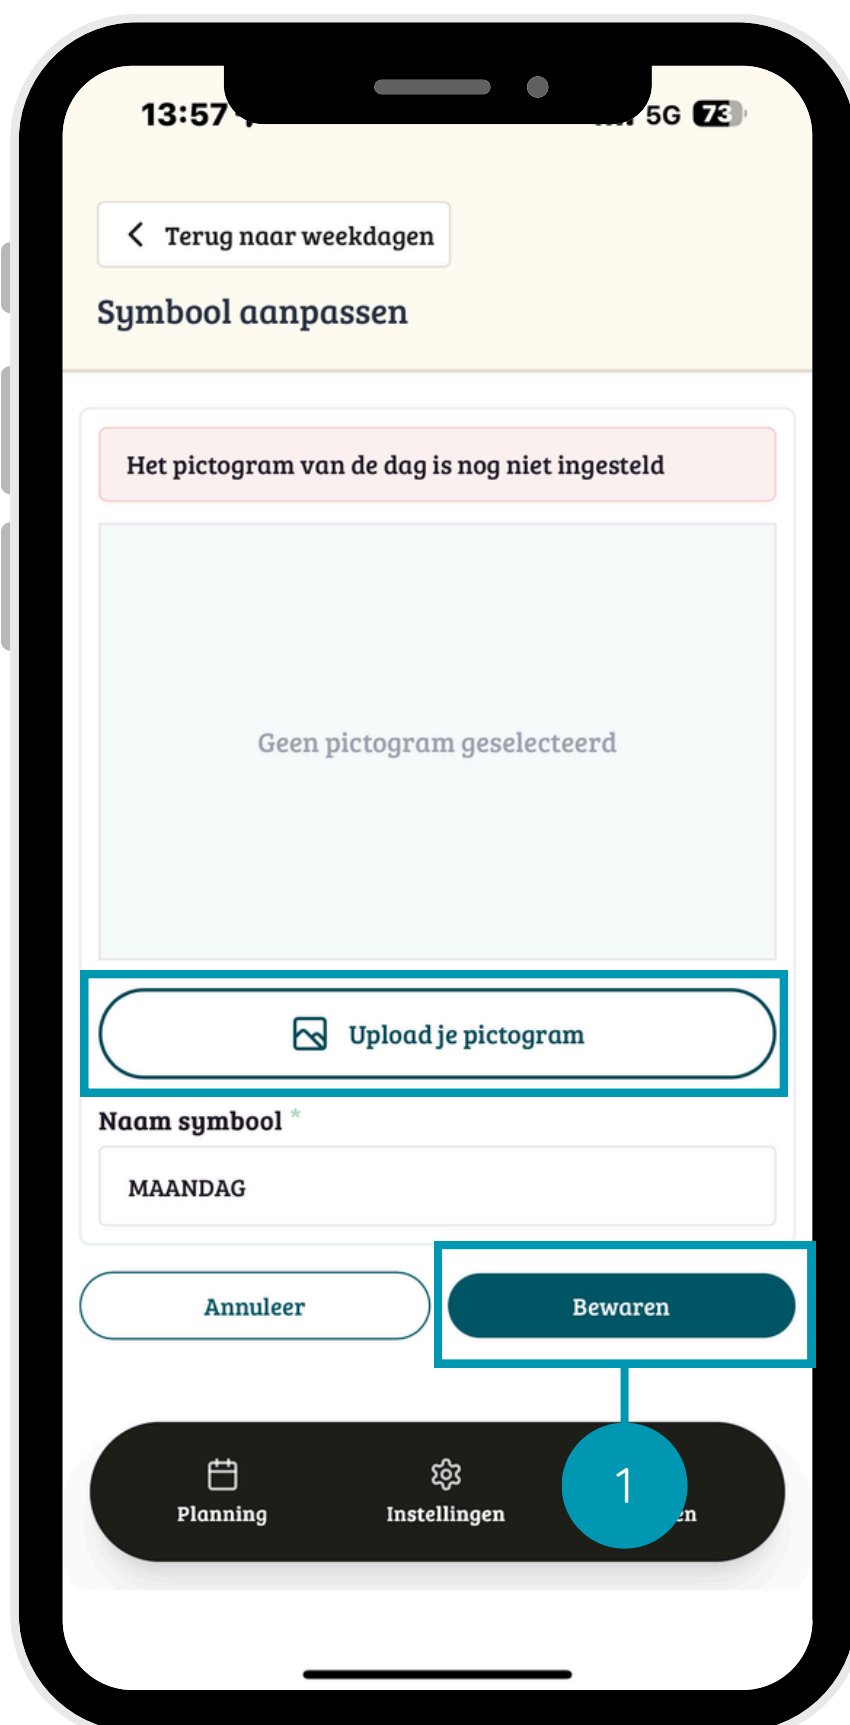 13:57
5G 73
Terug naar weekdagen
Symbool aanpassen
Het pictogram van de dag is nog niet ingesteld
Geen pictogram geselecteerd
Upload je pictogram
Naam symbool *
MAANDAG
Annuleer Bewaren
1
Planning Instellingen